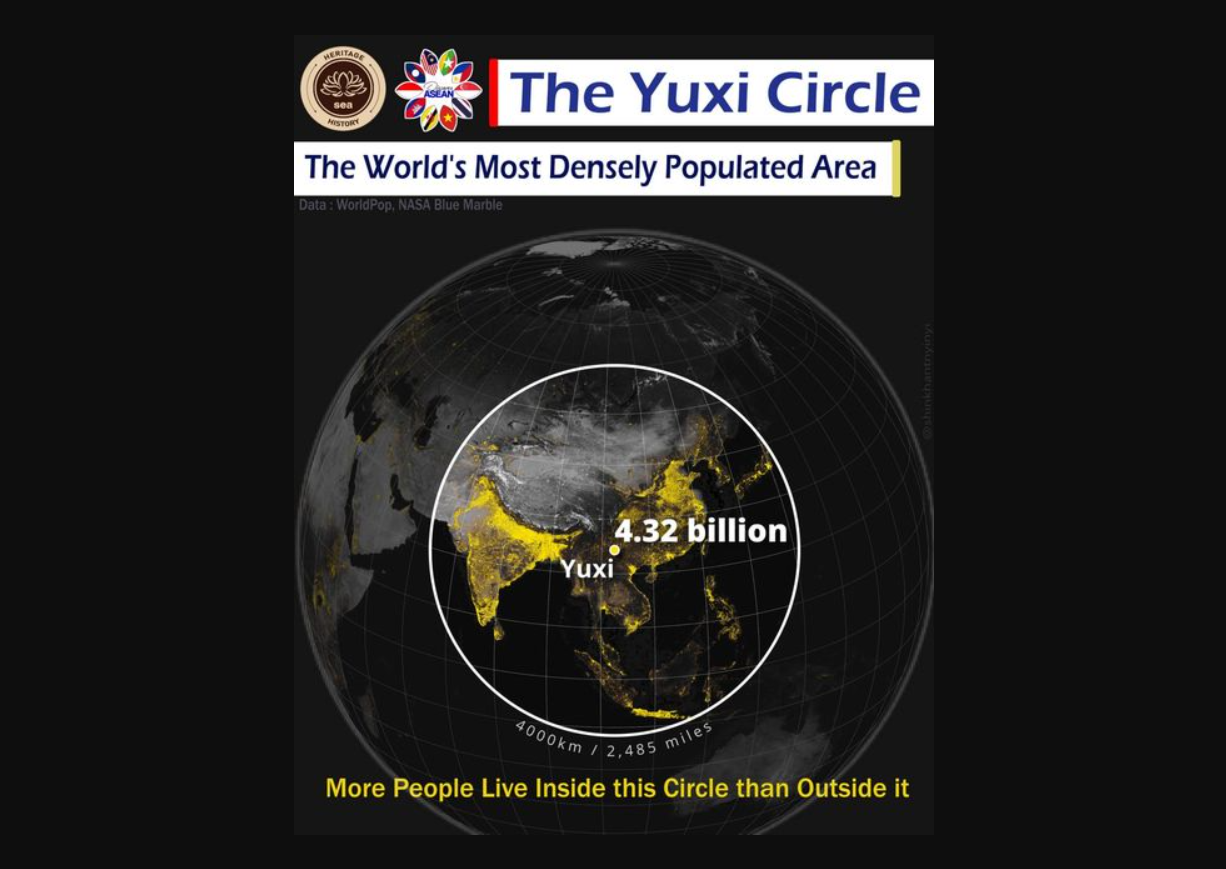 HERITAGE
sea
HISTORY
ASEAN
The Yuxi Circle
The World's Most Densely Populated Area
Data : WorldPop, NASA Blue Marble
4.32 billion
Yuxi
4000km / 2,485 miles
More People Live Inside this Circle than Outside it